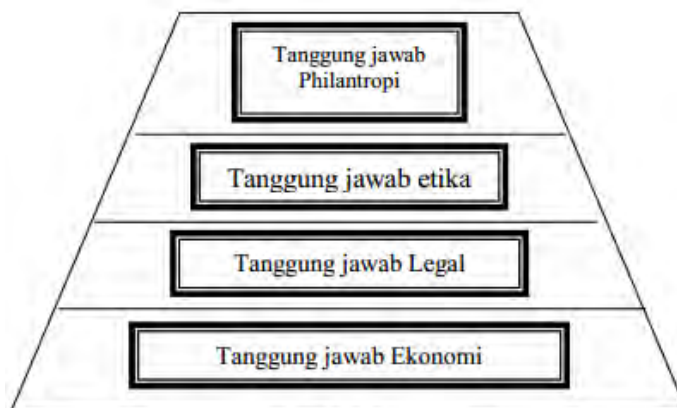 Tanggung jawab
Philantropi
Tanggung jawab etika
Tanggung jawab Legal
Tanggung jawab Ekonomi